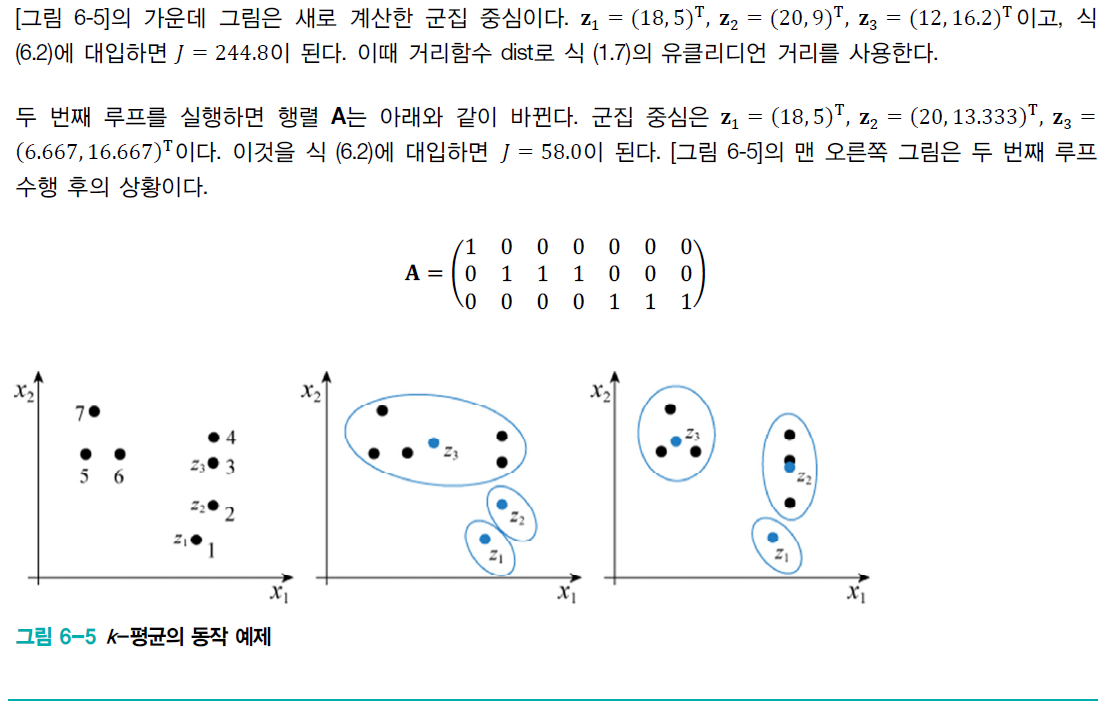 [그림 6-5]의 가운데 그림은 새로 계산한 군집 중심이다. z₁ = (18, 5)ᵀ, z₂ = (20, 9)ᵀ, z₃ = (12, 16.2)ᵀ이고, 식
(6.2)에 대입하면 J = 244.80이 된다. 이때 거리함수 dist로 식 (1.7)의 유클리디언 거리를 사용한다.
두 번째 루프를 실행하면 행렬 A는 아래와 같이 바뀐다. 군집 중심은 z₁ = (18, 5)ᵀ, z₂ = (20, 13.333)ᵀ, z₃ =
(6.667, 16.667)ᵀ이다. 이것을 식 (6.2)에 대입하면 J = 58.0이 된다. [그림 6-5]의 맨 오른쪽 그림은 두 번째 루프
수행 후의 상황이다.
A =
1 0 0 0 0 0 0
0 1 1 1 0 0 0
0 0 0 0 1 1 1
x₂
7
4
z₃ 3
5 6
z₂ 2
z₁ 1
x₁
x₂
z₃
z₂
z₁
x₁
x₂
z₃
z₂
z₁
x₁
그림 6-5 k-평균의 동작 예제